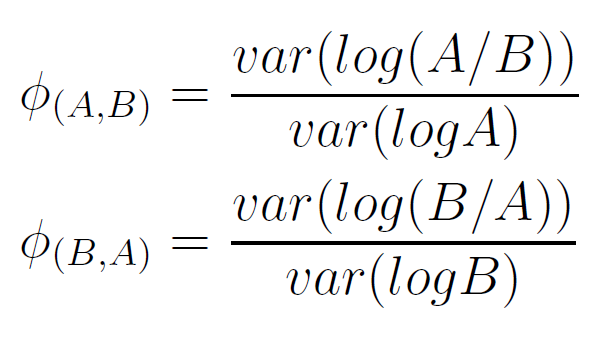 ϕ(A,B) = var(log(A/B)) / var(logA)
ϕ(B,A) = var(log(B/A)) / var(logB)